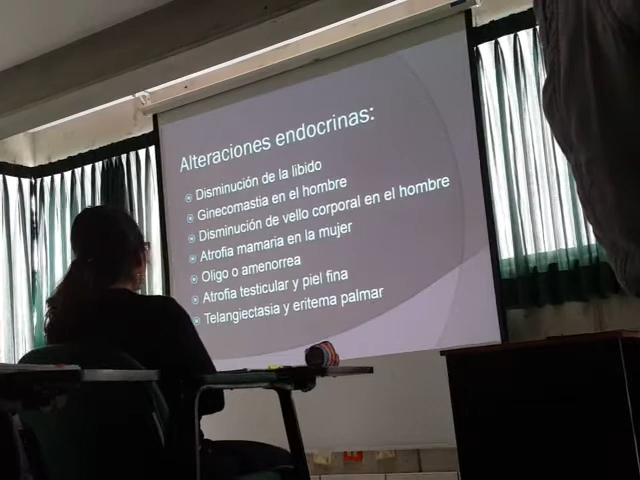 Alteraciones endocrinas:
Disminución de la libido
Ginecomastia en el hombre
Disminución de vello corporal en el hombre
Atrofia mamaria en la mujer
Oligo o amenorrea
Atrofia testicular y piel fina
Telangiectasia y eritema palmar